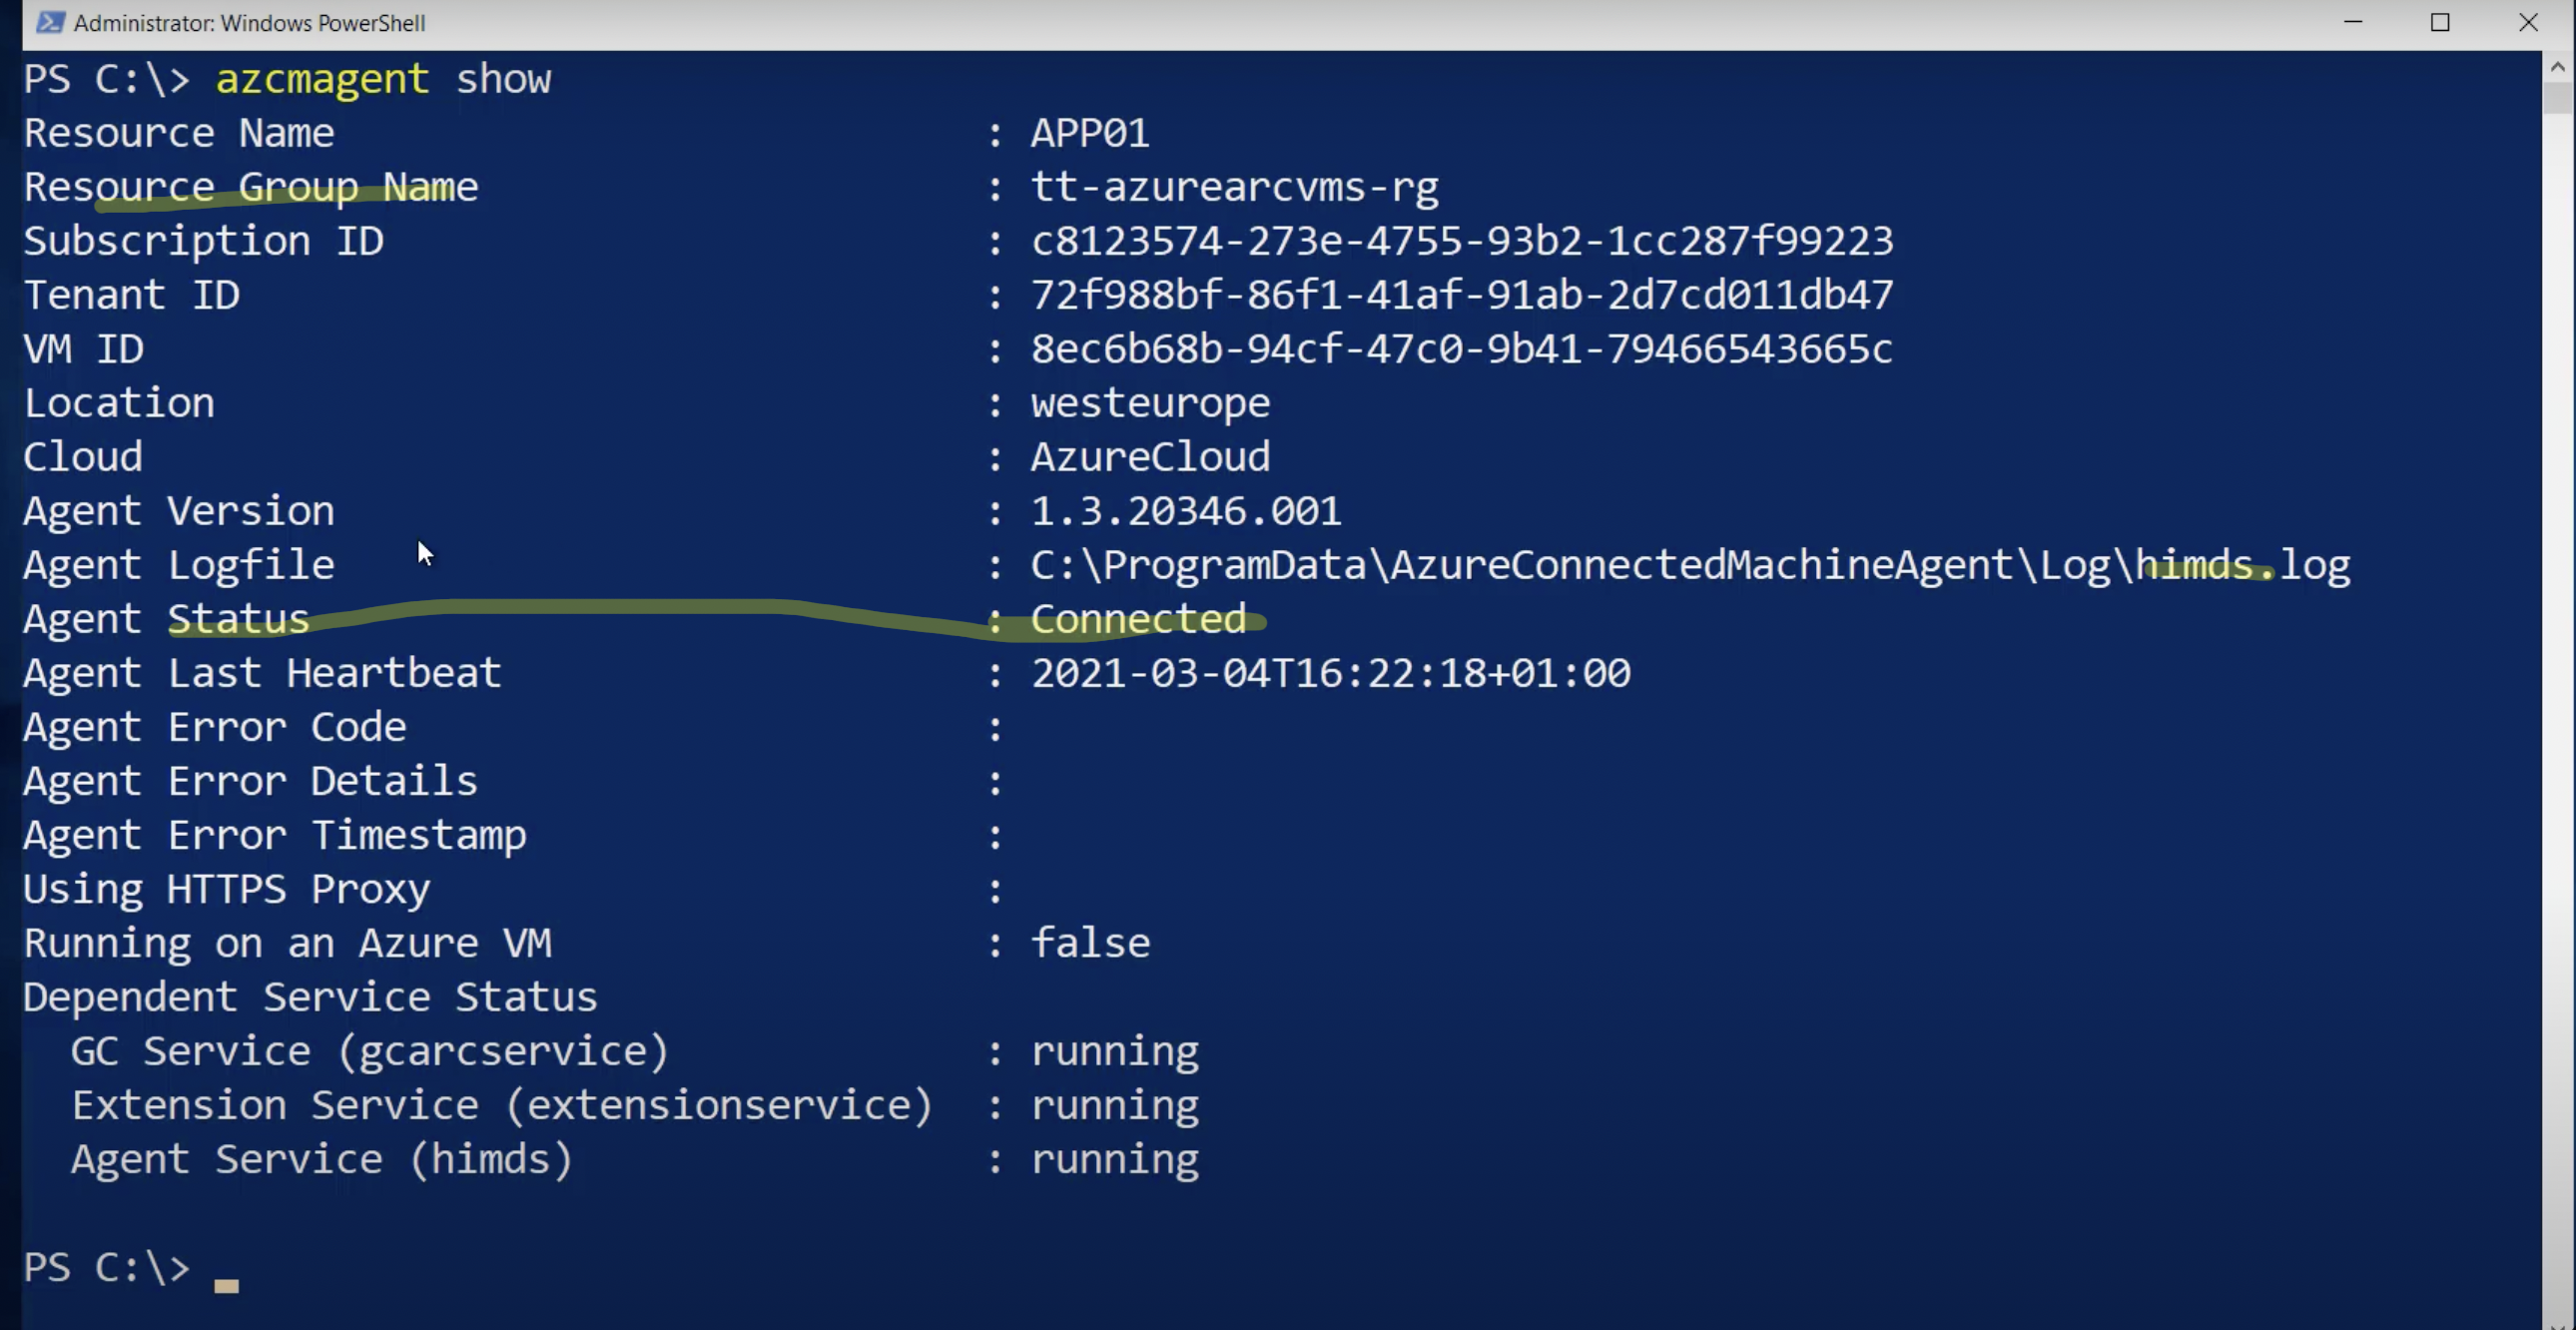 Administrator: Windows PowerShell
PS C:\> azcmagent show
Resource Name : APP01
Resource Group Name : tt-azurearcvms-rg
Subscription ID : c8123574-273e-4755-93b2-1cc287f99223
Tenant ID : 72f988bf-86f1-41af-91ab-2d7cd011db47
VM ID : 8ec6b68b-94cf-47c0-9b41-79466543665c
Location : westeurope
Cloud : AzureCloud
Agent Version : 1.3.20346.001
Agent Logfile : C:\ProgramData\AzureConnectedMachineAgent\Log\himds.log
Agent Status : Connected
Agent Last Heartbeat : 2021-03-04T16:22:18+01:00
Agent Error Code :
Agent Error Details :
Agent Error Timestamp :
Using HTTPS Proxy :
Running on an Azure VM : false
Dependent Service Status
GC Service (gcarcservice) : running
Extension Service (extensionservice) : running
Agent Service (himds) : running
PS C:\>